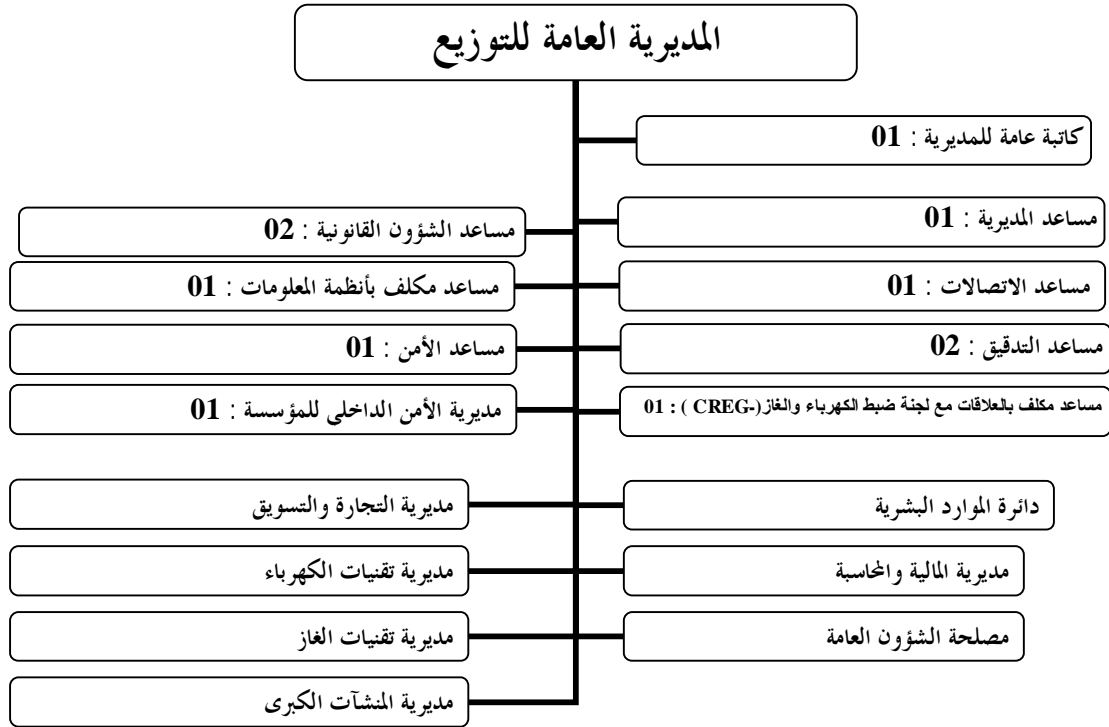 المديرية العامة للتوزيع
كاتبة عامة للمديرية : 01
مساعد المديرية : 01
مساعد الشؤون القانونية : 02
مساعد الاتصالات : 01
مساعد مكلف بأنظمة المعلومات : 01
مساعد التدقيق : 02
مساعد الأمن : 01
مساعد مكلف بالعلاقات مع لجنة ضبط الكهرباء والغاز(-CREG ) : 01
مديرية الأمن الداخلي للمؤسسة : 01
دائرة الموارد البشرية
مديرية التجارة والتسويق
مديرية المالية والمحاسبة
مديرية تقنيات الكهرباء
مصلحة الشؤون العامة
مديرية تقنيات الغاز
مديرية المنشآت الكبرى